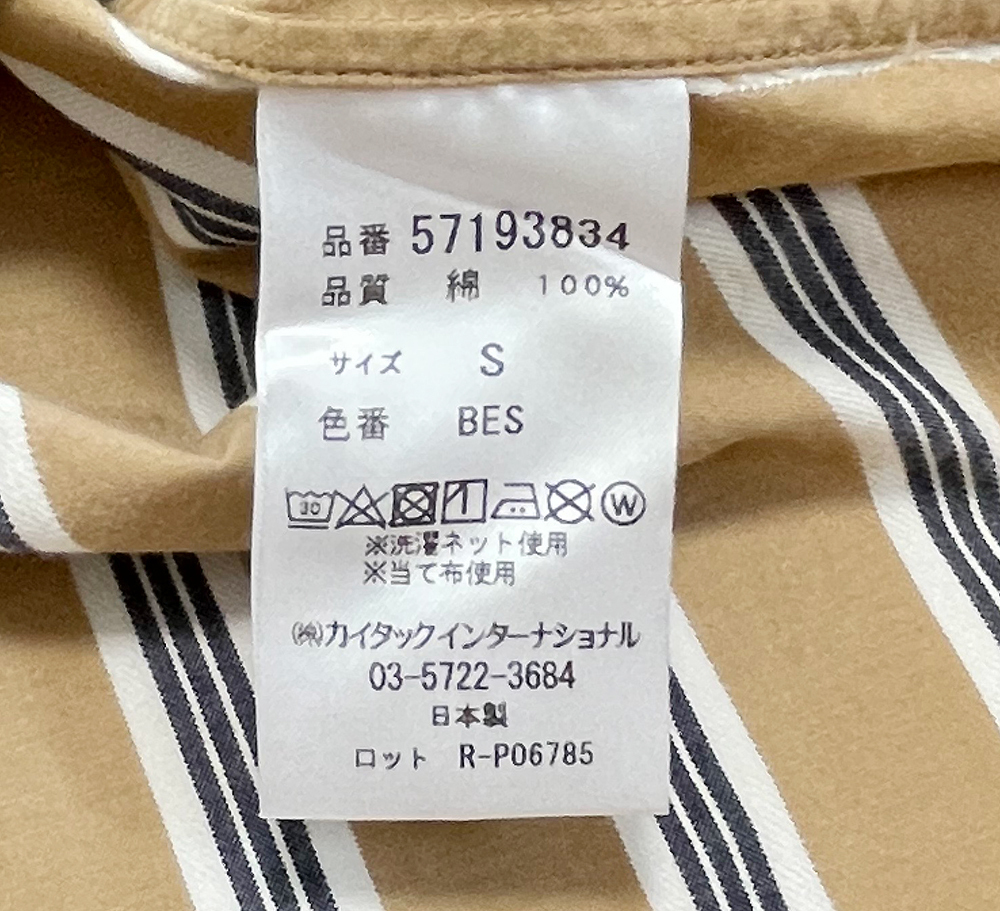 品番 57193834
品質 綿 100%
サイズ S
色番 BES
30 W
※洗濯ネット使用
※当て布使用
㈱カイタックインターナショナル
03-5722-3684
日本製
ロット R-P06785